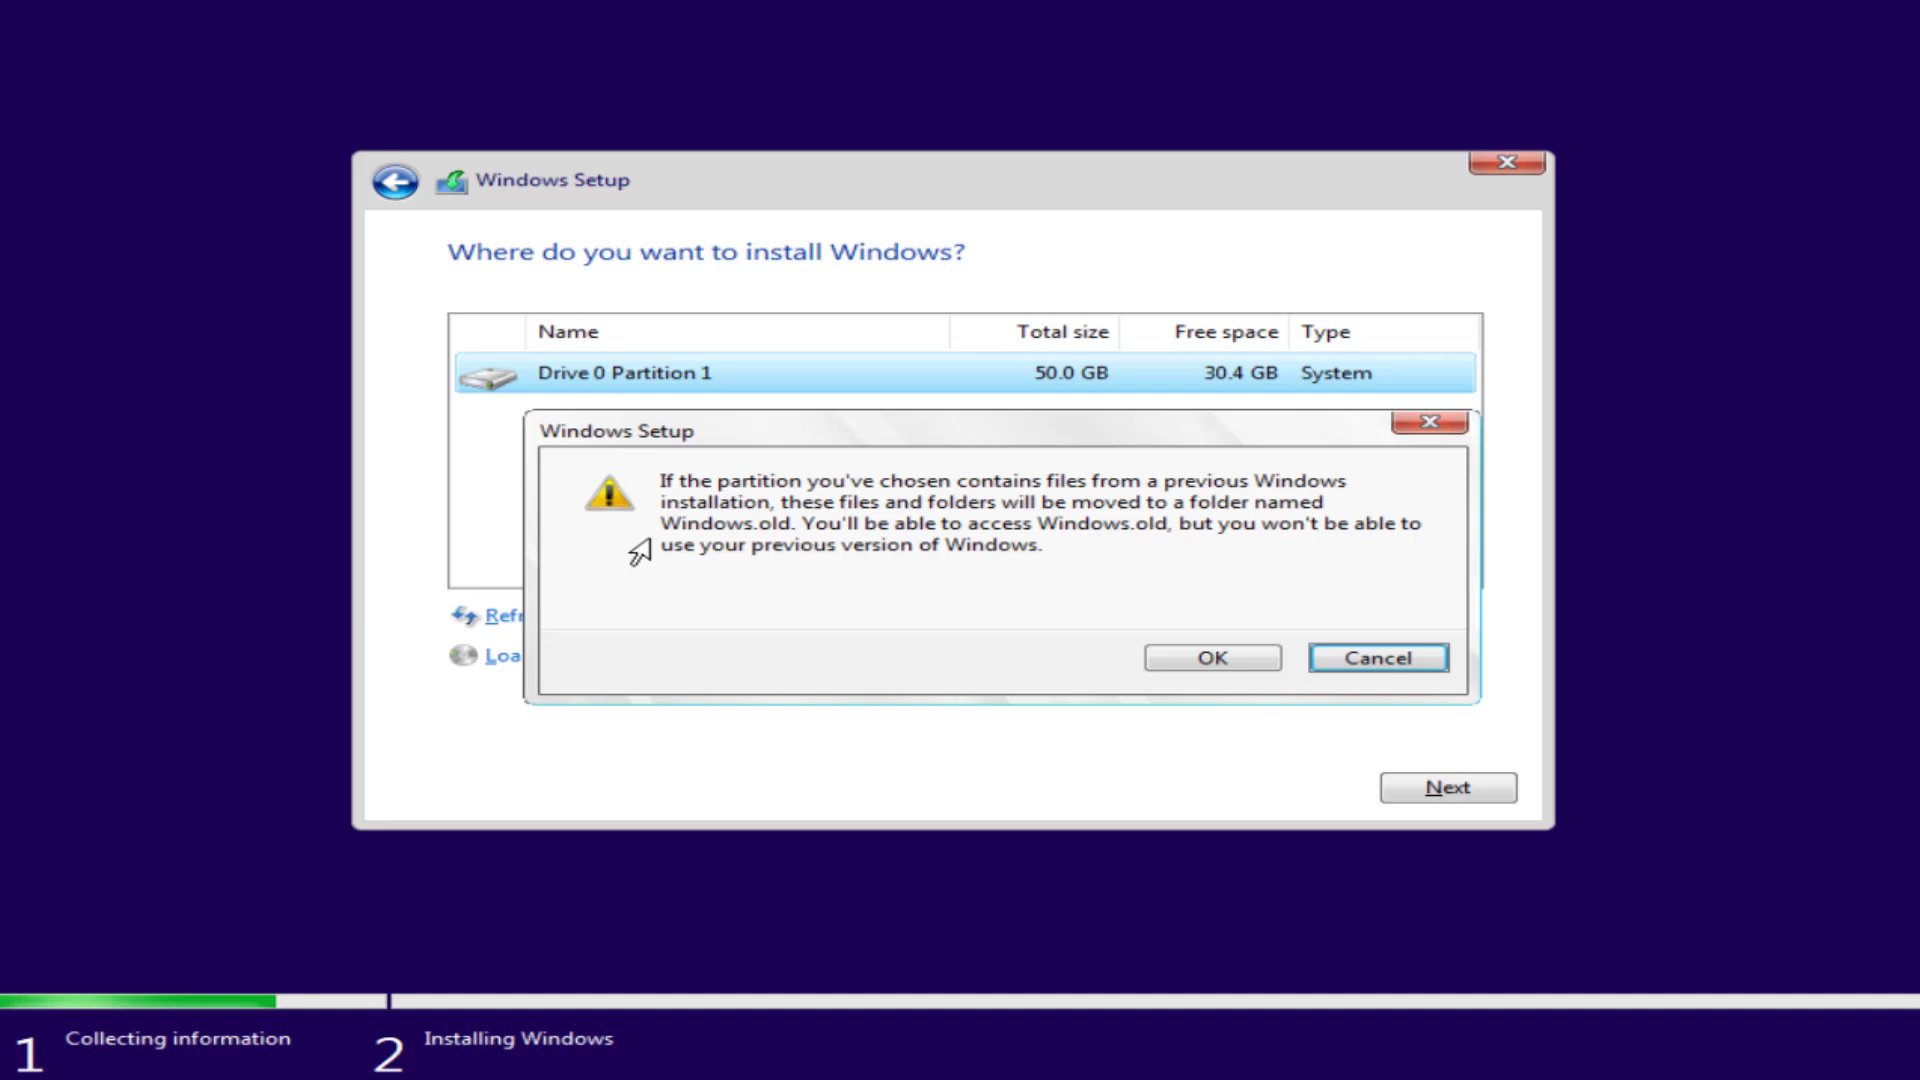 Windows Setup
Where do you want to install Windows?
Name Total size Free space Type
Drive 0 Partition 1 50.0 GB 30.4 GB System
Windows Setup
If the partition you've chosen contains files from a previous Windows
installation, these files and folders will be moved to a folder named
Windows.old. You'll be able to access Windows.old, but you won't be able to
use your previous version of Windows.
Refr
Loa
OK Cancel
Next
1 Collecting information 2 Installing Windows